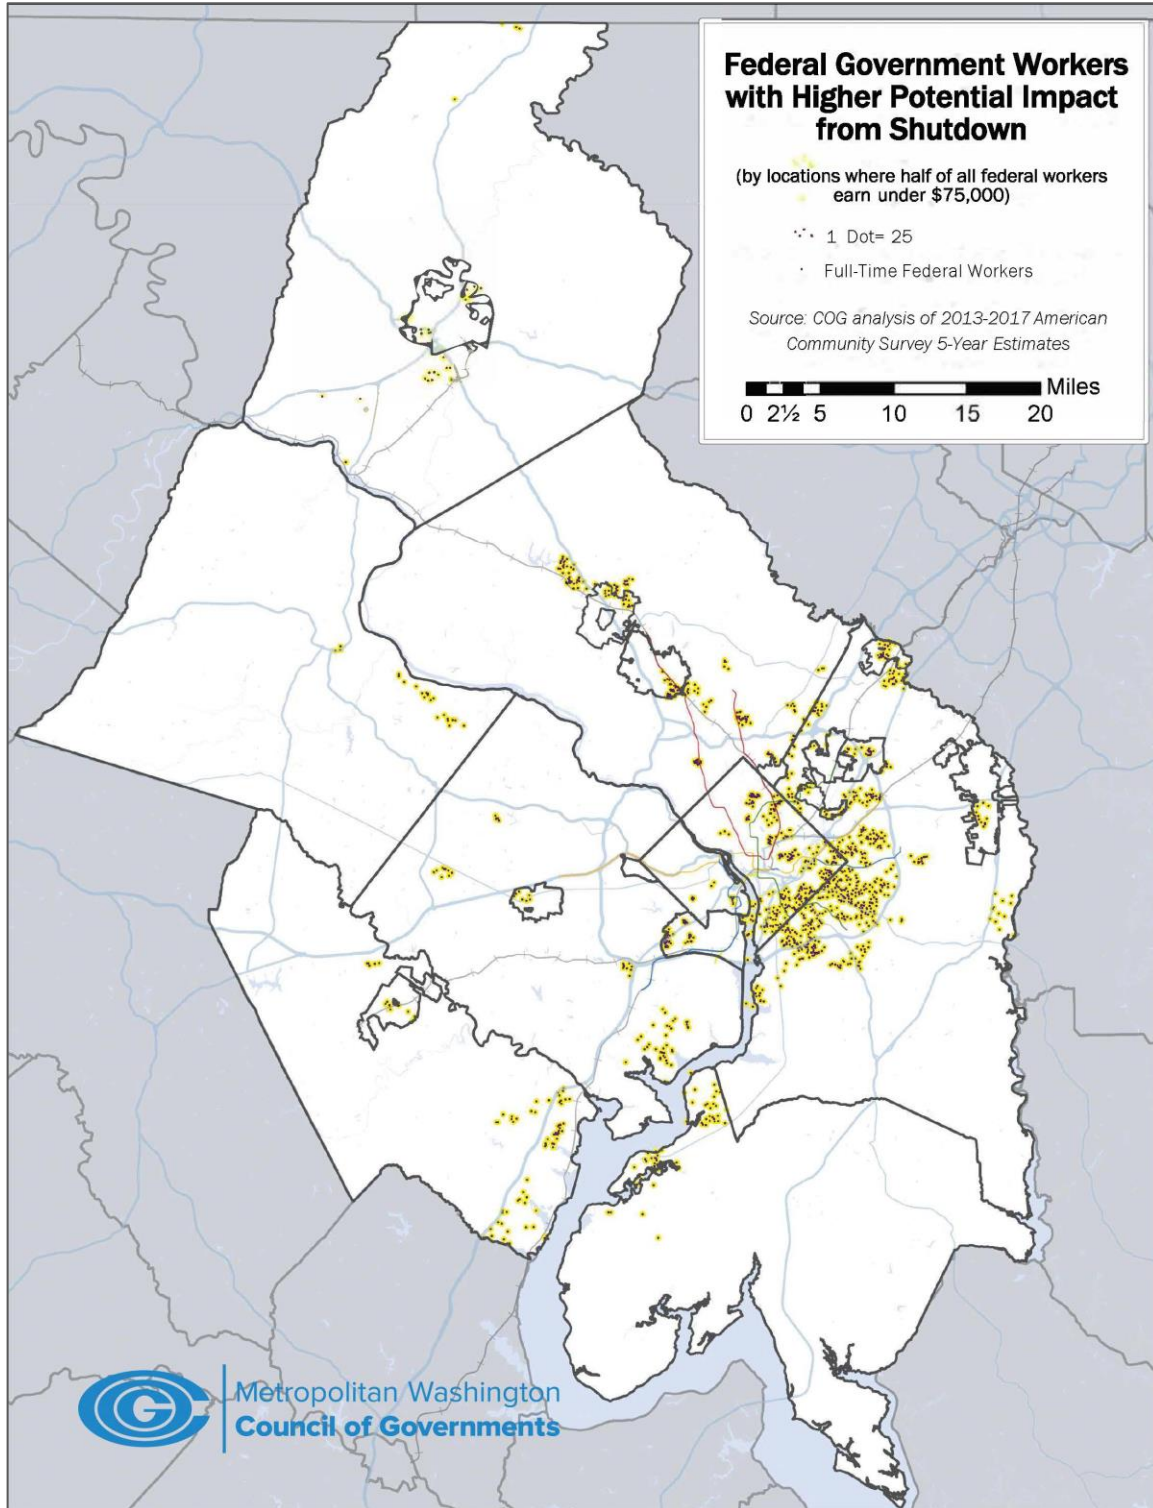 Federal Government Workers
with Higher Potential Impact
from Shutdown
(by locations where half of all federal workers
earn under $75,000)
1 Dot= 25
Full-Time Federal Workers
Source: COG analysis of 2013-2017 American
Community Survey 5-Year Estimates
Miles
0 2½ 5 10 15 20
Metropolitan Washington
Council of Governments